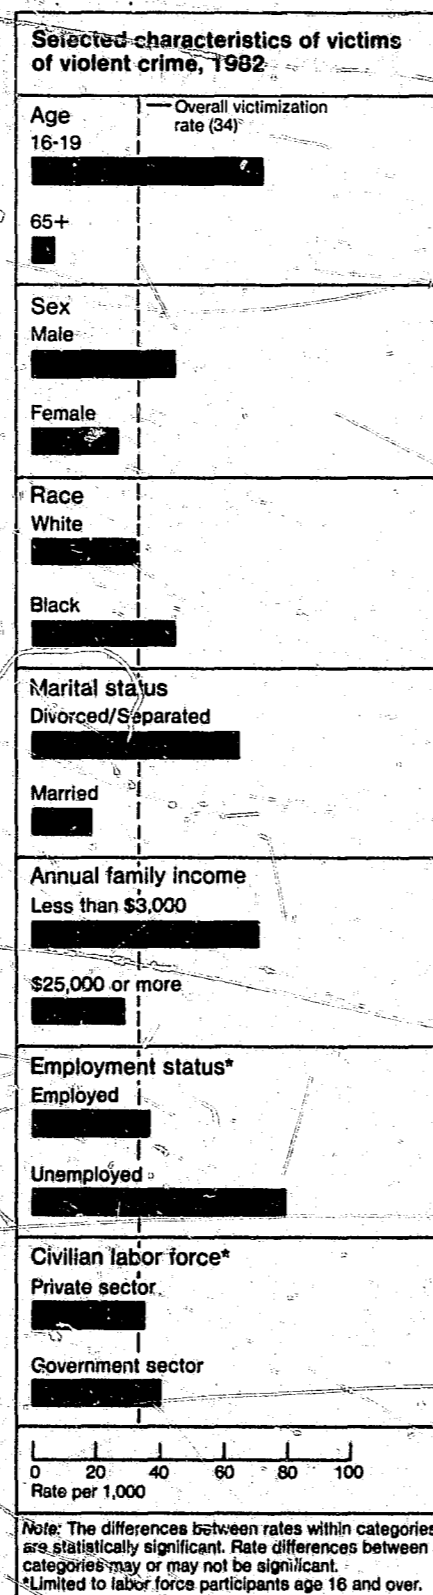 Selected characteristics of victims
of violent crime, 1982
Overall victimization
rate (34)
Age
16-19
65+
Sex
Male
Female
Race
White
Black
Marital status
Divorced/Separated
Married
Annual family income
Less than $3,000
$25,000 or more
Employment status*
Employed
Unemployed
Civilian labor force*
Private sector
Government sector
0 20 40 60 80 100
Rate per 1,000
Note: The differences between rates within categories
are statistically significant. Rate differences between
categories may or may not be significant.
*Limited to labor force participants age 16 and over.